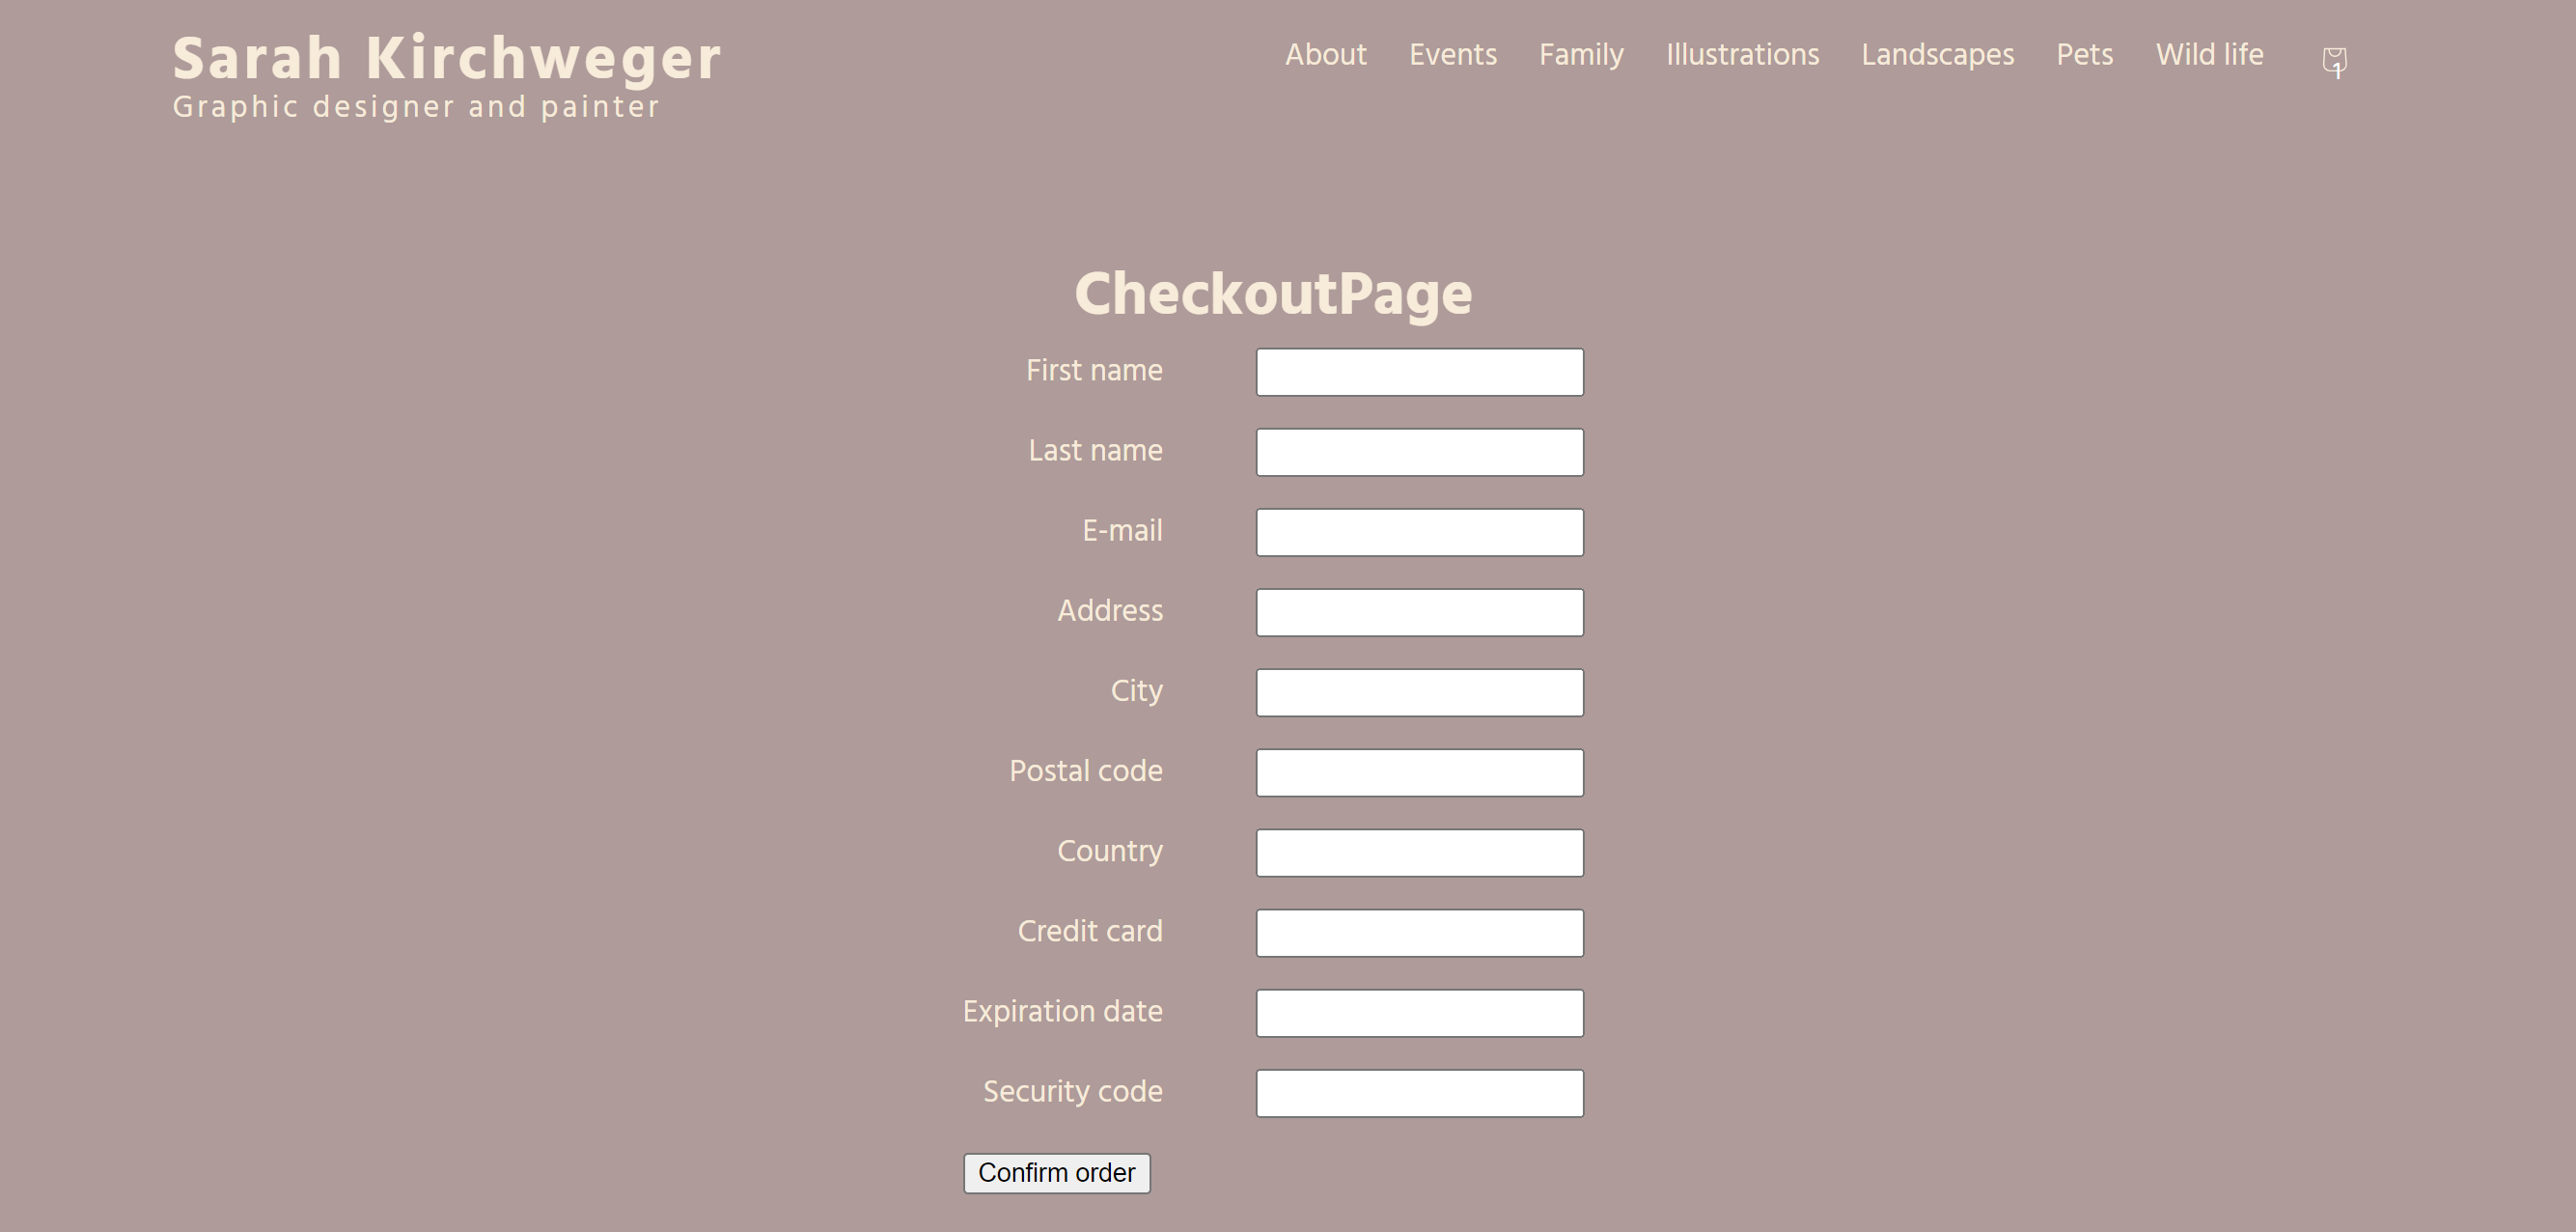 Sarah Kirchweger
Graphic designer and painter
About Events Family Illustrations Landscapes Pets Wild life 1
CheckoutPage
First name
Last name
E-mail
Address
City
Postal code
Country
Credit card
Expiration date
Security code
Confirm order